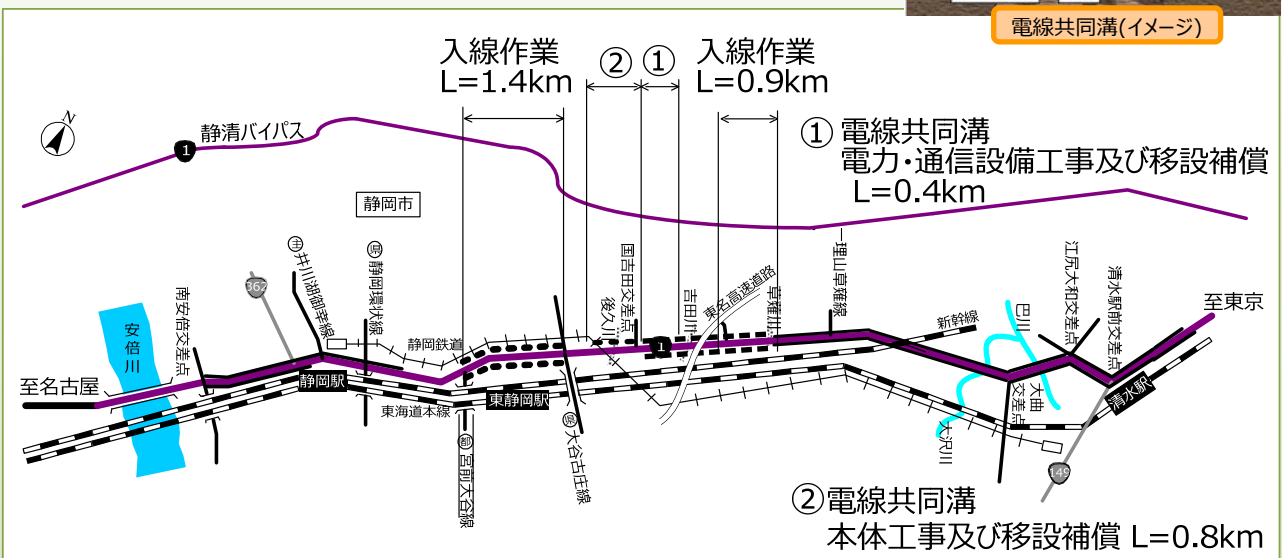 電線共同溝(イメージ)
入線作業
L=1.4km
②
①
入線作業
L=0.9km
N
静清バイパス
1
静岡市
① 電線共同溝
電力・通信設備工事及び移設補償
L=0.4km
南安倍交差点
362
㊤井川湖御幸線
㊩静岡環状線
静岡鉄道
国吉田交差点
後久川
吉田川
東名高速道路
草薙川
一理山草薙線
新幹線
巴川
江尻大和交差点
清水駅前交差点
至東京
安倍川
至名古屋
静岡駅
東海道本線
東静岡駅
1
宮前大谷線
大谷古庄線
大沢川
大曲
交差点
清水駅
149
②電線共同溝
本体工事及び移設補償 L=0.8km